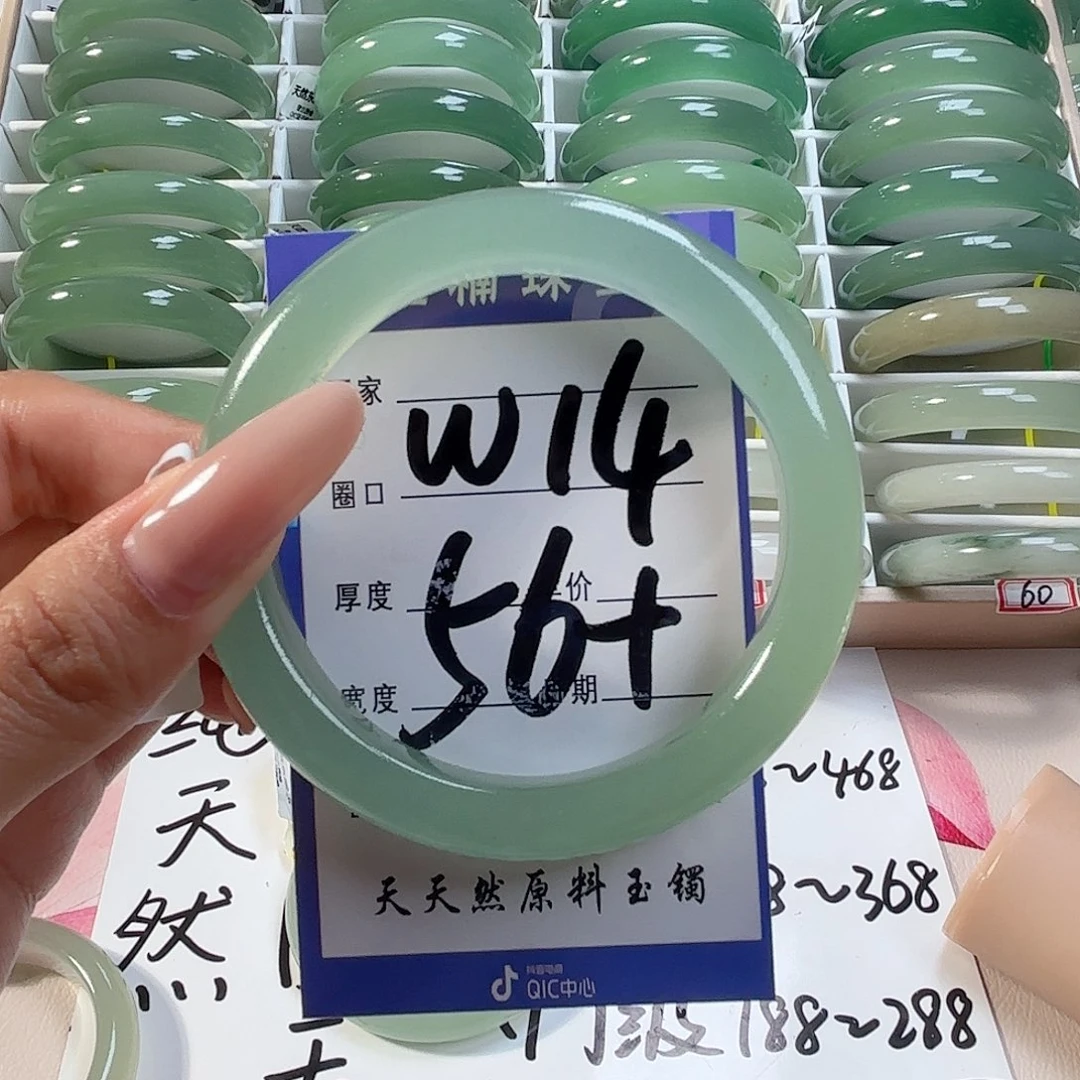 家
W14
圈口
厚度
价
56+
宽度
期
天天然原料玉镯
抖音电商
QIC中心
纯天然
~468
8~368
188~288
60